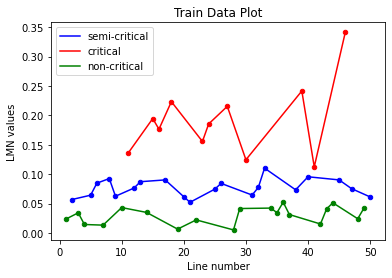 Train Data Plot
semi-critical
critical
non-critical
LMN values
0.35
0.30
0.25
0.20
0.15
0.10
0.05
0.00
0 10 20 30 40 50
Line number